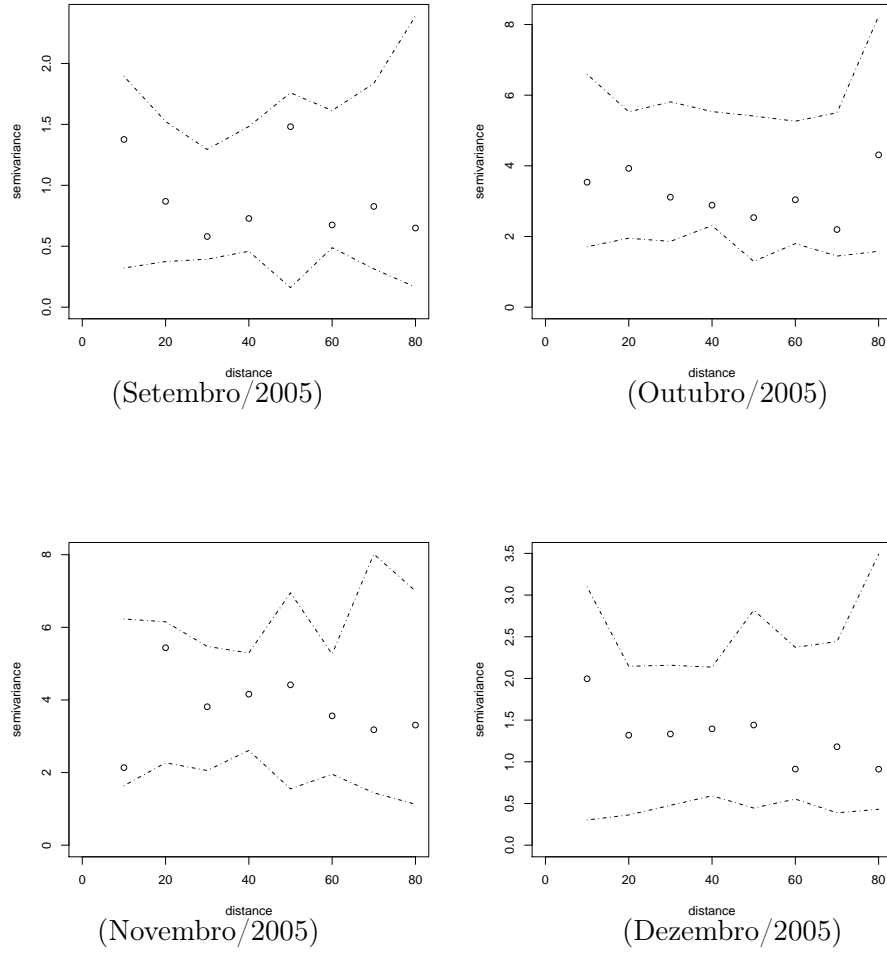 semivariance
0.0 0.5 1.0 1.5 2.0
0 20 40 60 80
distance
(Setembro/2005)
semivariance
0 2 4 6 8
0 20 40 60 80
distance
(Outubro/2005)
semivariance
0 2 4 6 8
0 20 40 60 80
distance
(Novembro/2005)
semivariance
0.0 0.5 1.0 1.5 2.0 2.5 3.0 3.5
0 20 40 60 80
distance
(Dezembro/2005)